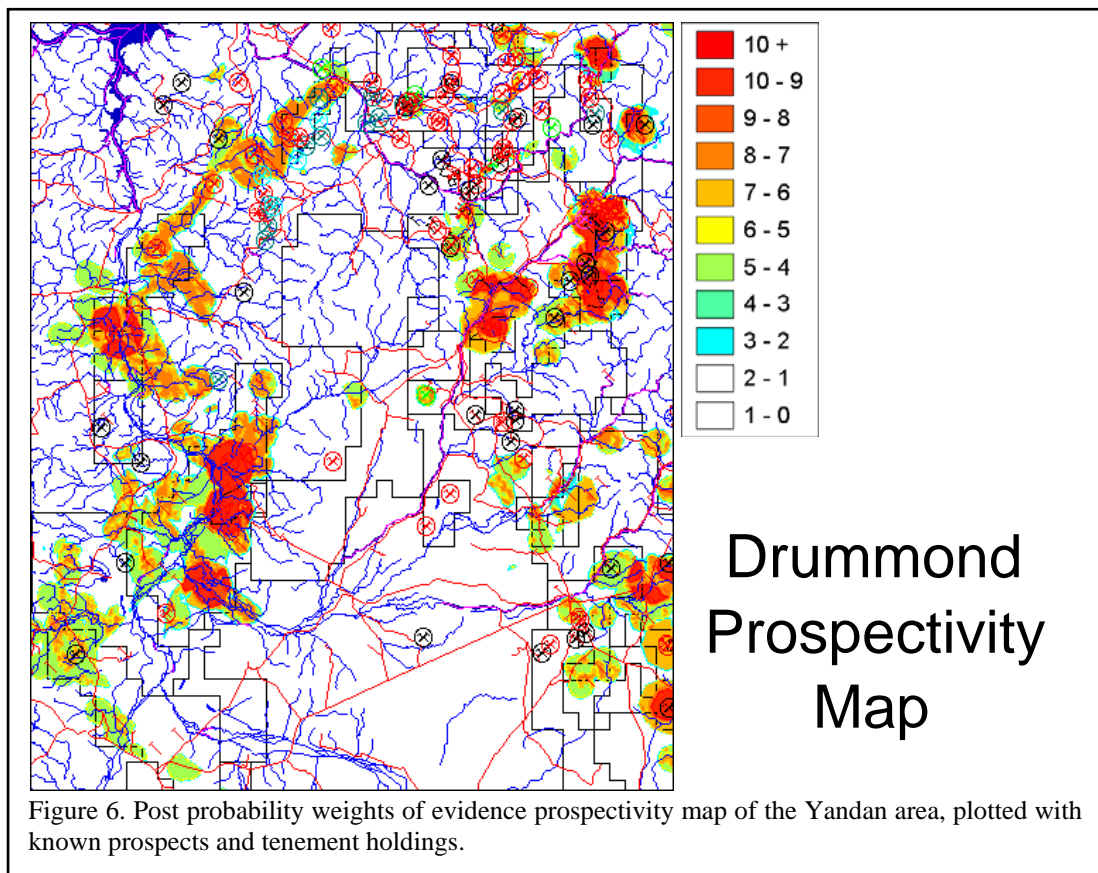 10 +
10 - 9
9 - 8
8 - 7
7 - 6
6 - 5
5 - 4
4 - 3
3 - 2
2 - 1
1 - 0
Drummond
Prospectivity
Map
Figure 6. Post probability weights of evidence prospectivity map of the Yandan area, plotted with
known prospects and tenement holdings.